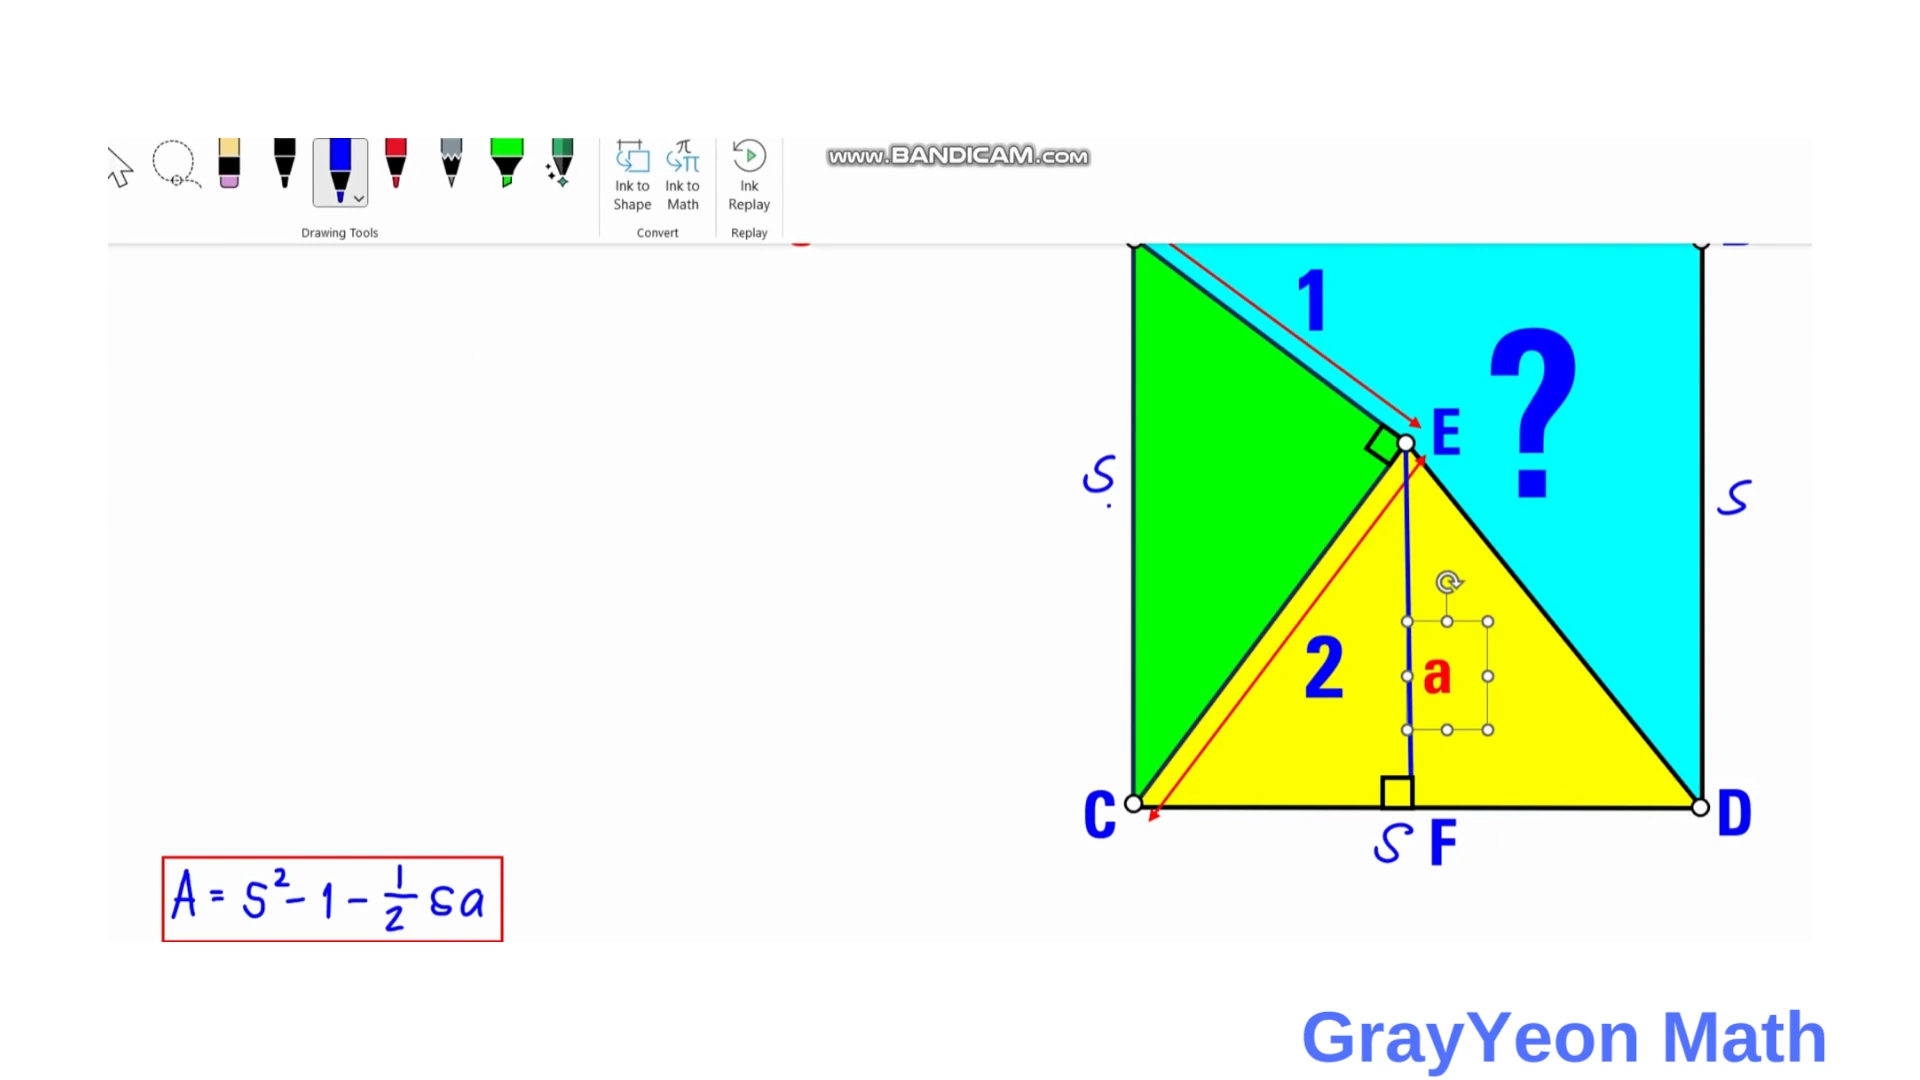 www.BANDICAM.com
Ink to Shape
Ink to Math
Ink Replay
Drawing Tools
Convert
Replay
1
?
E
S
S
2
a
C
D
S F
A = S² - 1 - 1/2 sa
GrayYeon Math